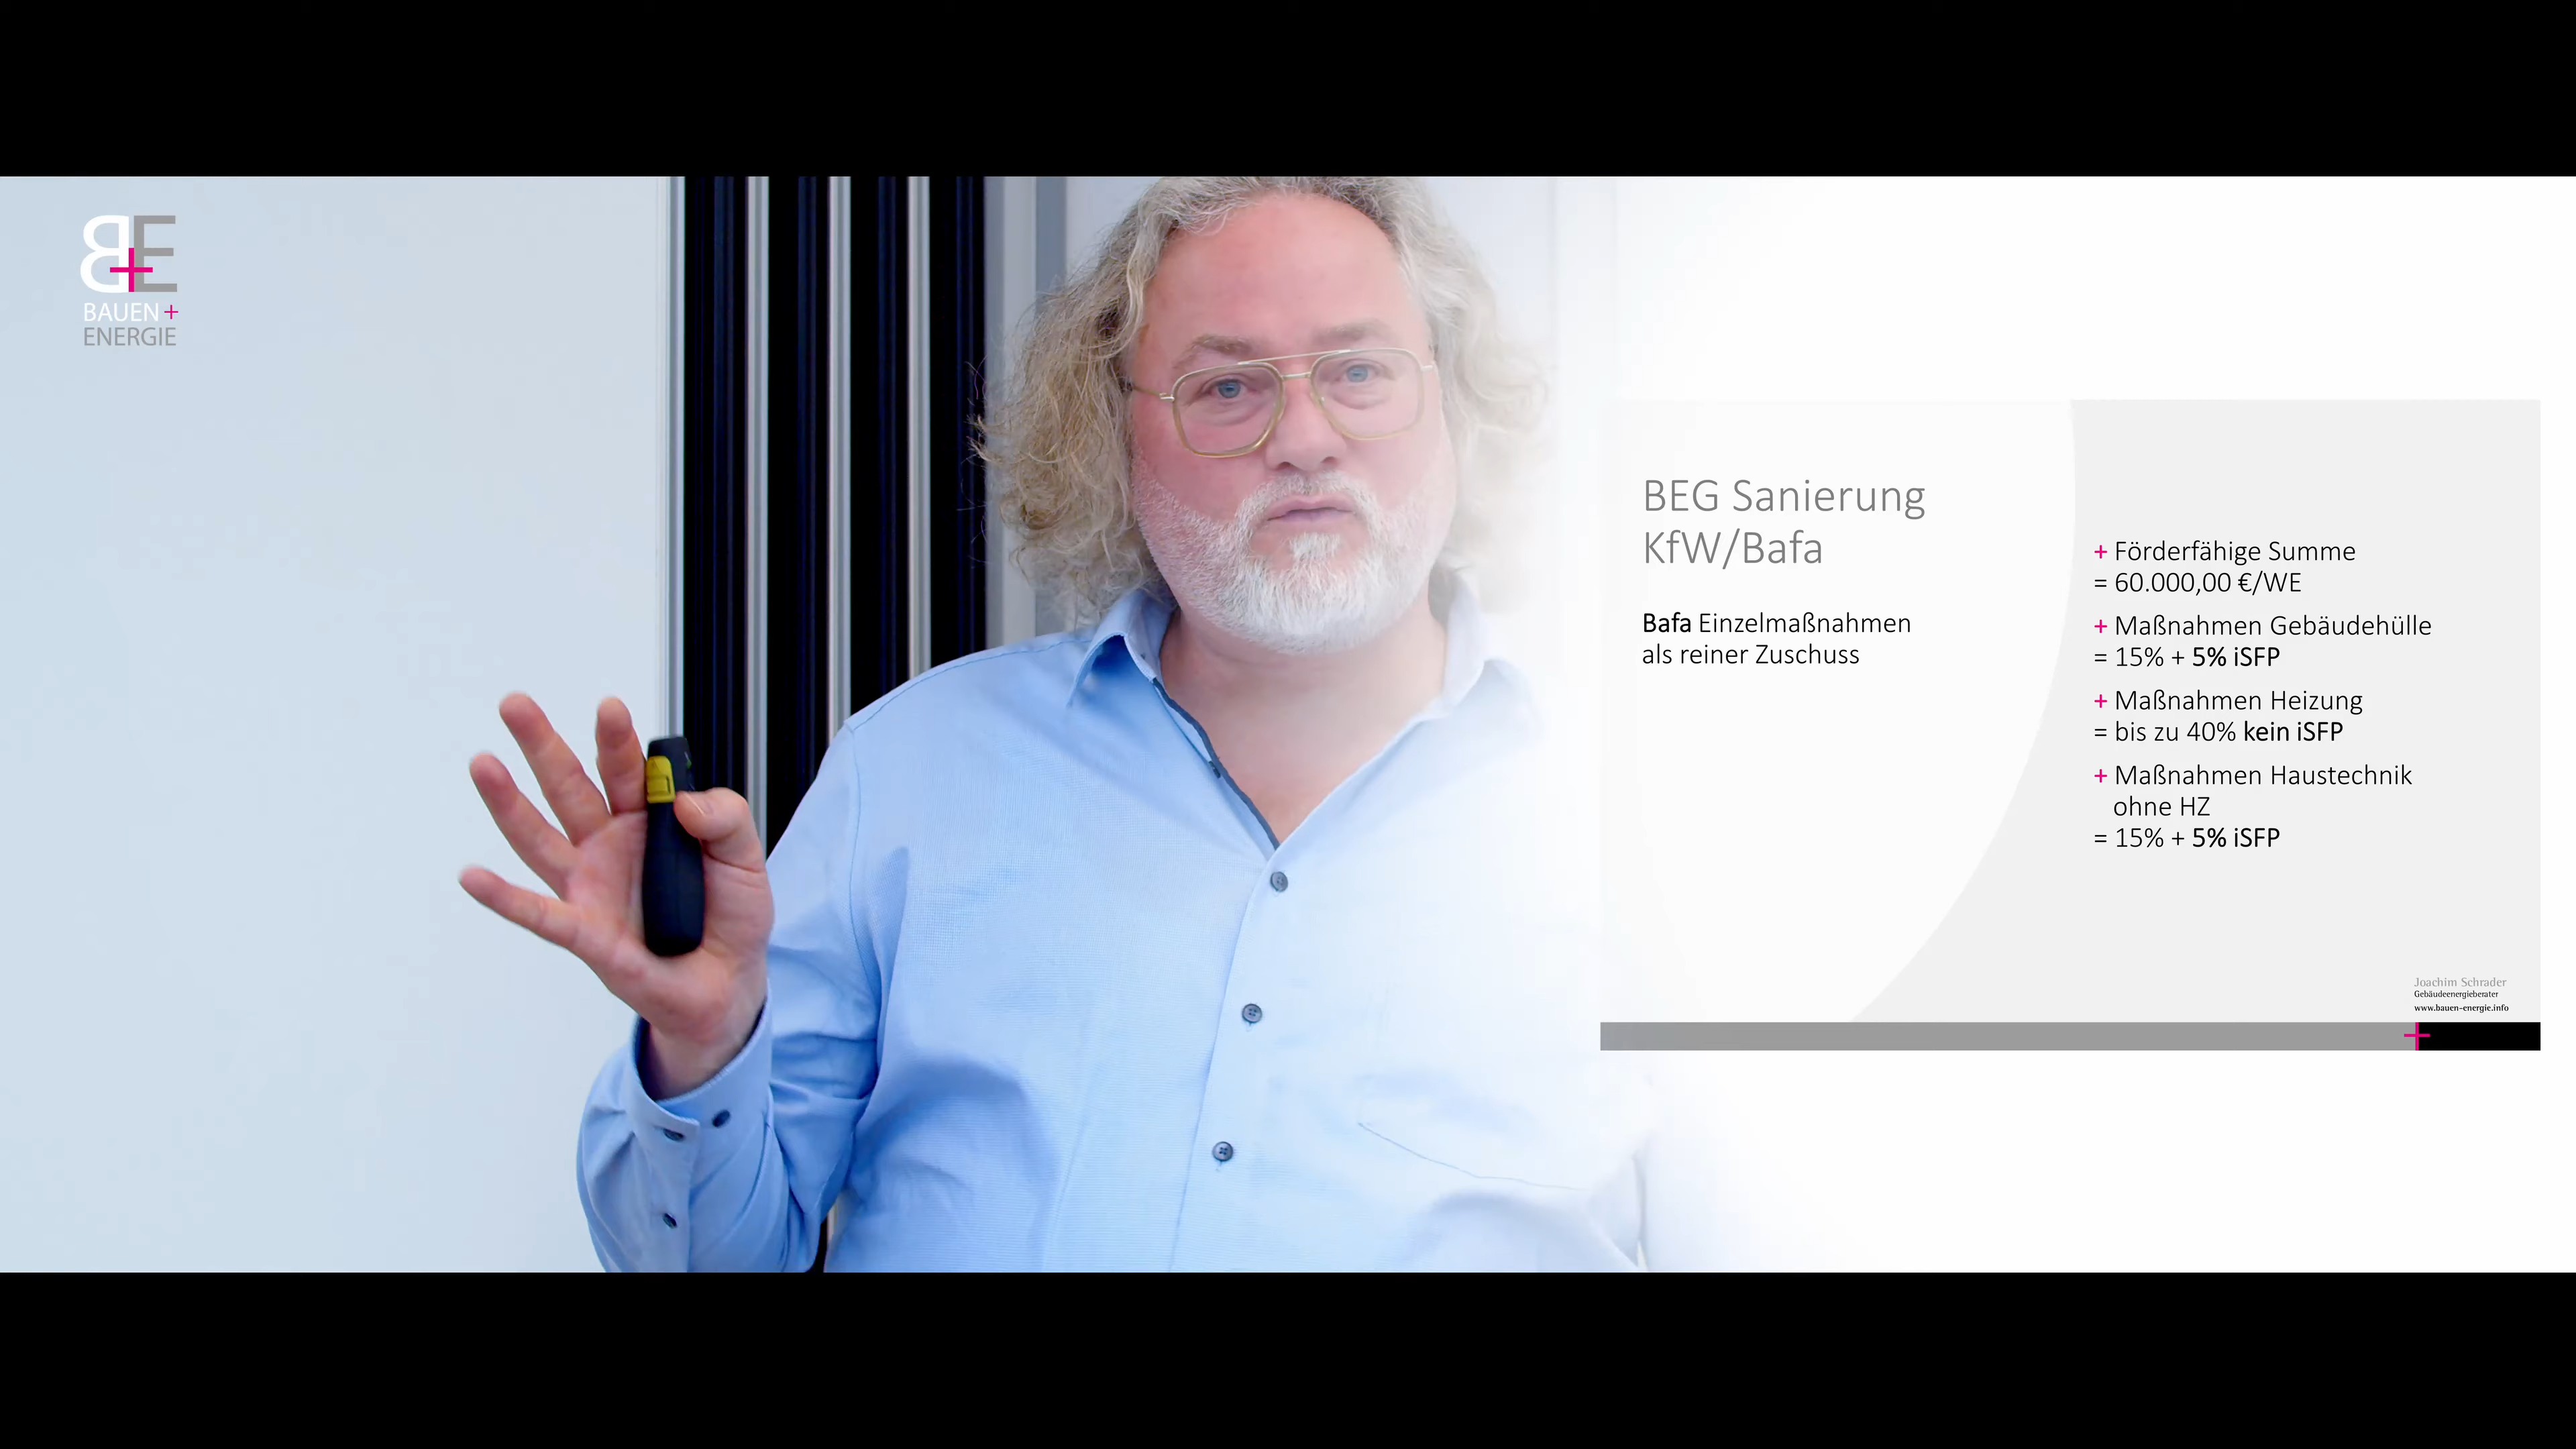 BE
BAUEN +
ENERGIE
BEG Sanierung
KfW/Bafa
Bafa Einzelmaßnahmen
als reiner Zuschuss
+ Förderfähige Summe
= 60.000,00 €/WE
+ Maßnahmen Gebäudehülle
= 15% + 5% iSFP
+ Maßnahmen Heizung
= bis zu 40% kein iSFP
+ Maßnahmen Haustechnik
ohne HZ
= 15% + 5% iSFP
Joachim Schrader
Gebäudeenergieberater
www.bauen-energie.info